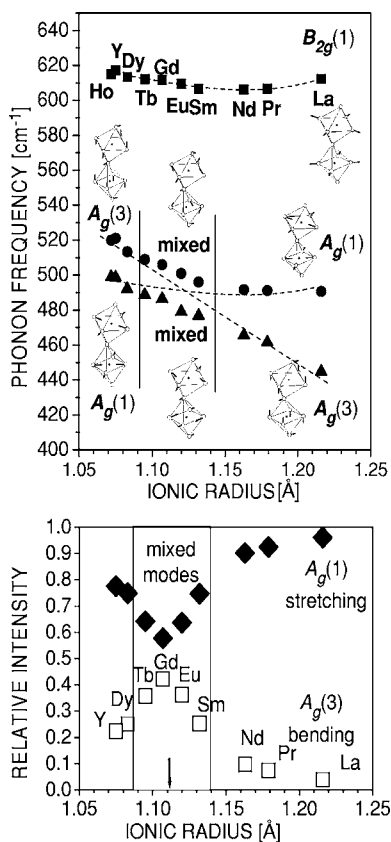 PHONON FREQUENCY [cm⁻¹]
640
620
600
580
560
540
520
500
480
460
440
420
400
B2g(1)
Y
Dy
Gd
Ho
Tb
EuSm
Nd Pr
La
Ag(3)
mixed
Ag(1)
mixed
Ag(1)
Ag(3)
1.05 1.10 1.15 1.20 1.25
IONIC RADIUS[Å]
RELATIVE INTENSITY
1.0
0.9
0.8
0.7
0.6
0.5
0.4
0.3
0.2
0.1
0.0
mixed
modes
Ag(1)
stretching
Gd
Tb
Eu
Dy
Y
Sm
Ag(3)
bending
Nd
Pr
La
1.05 1.10 1.15 1.20 1.25
IONIC RADIUS [Å]